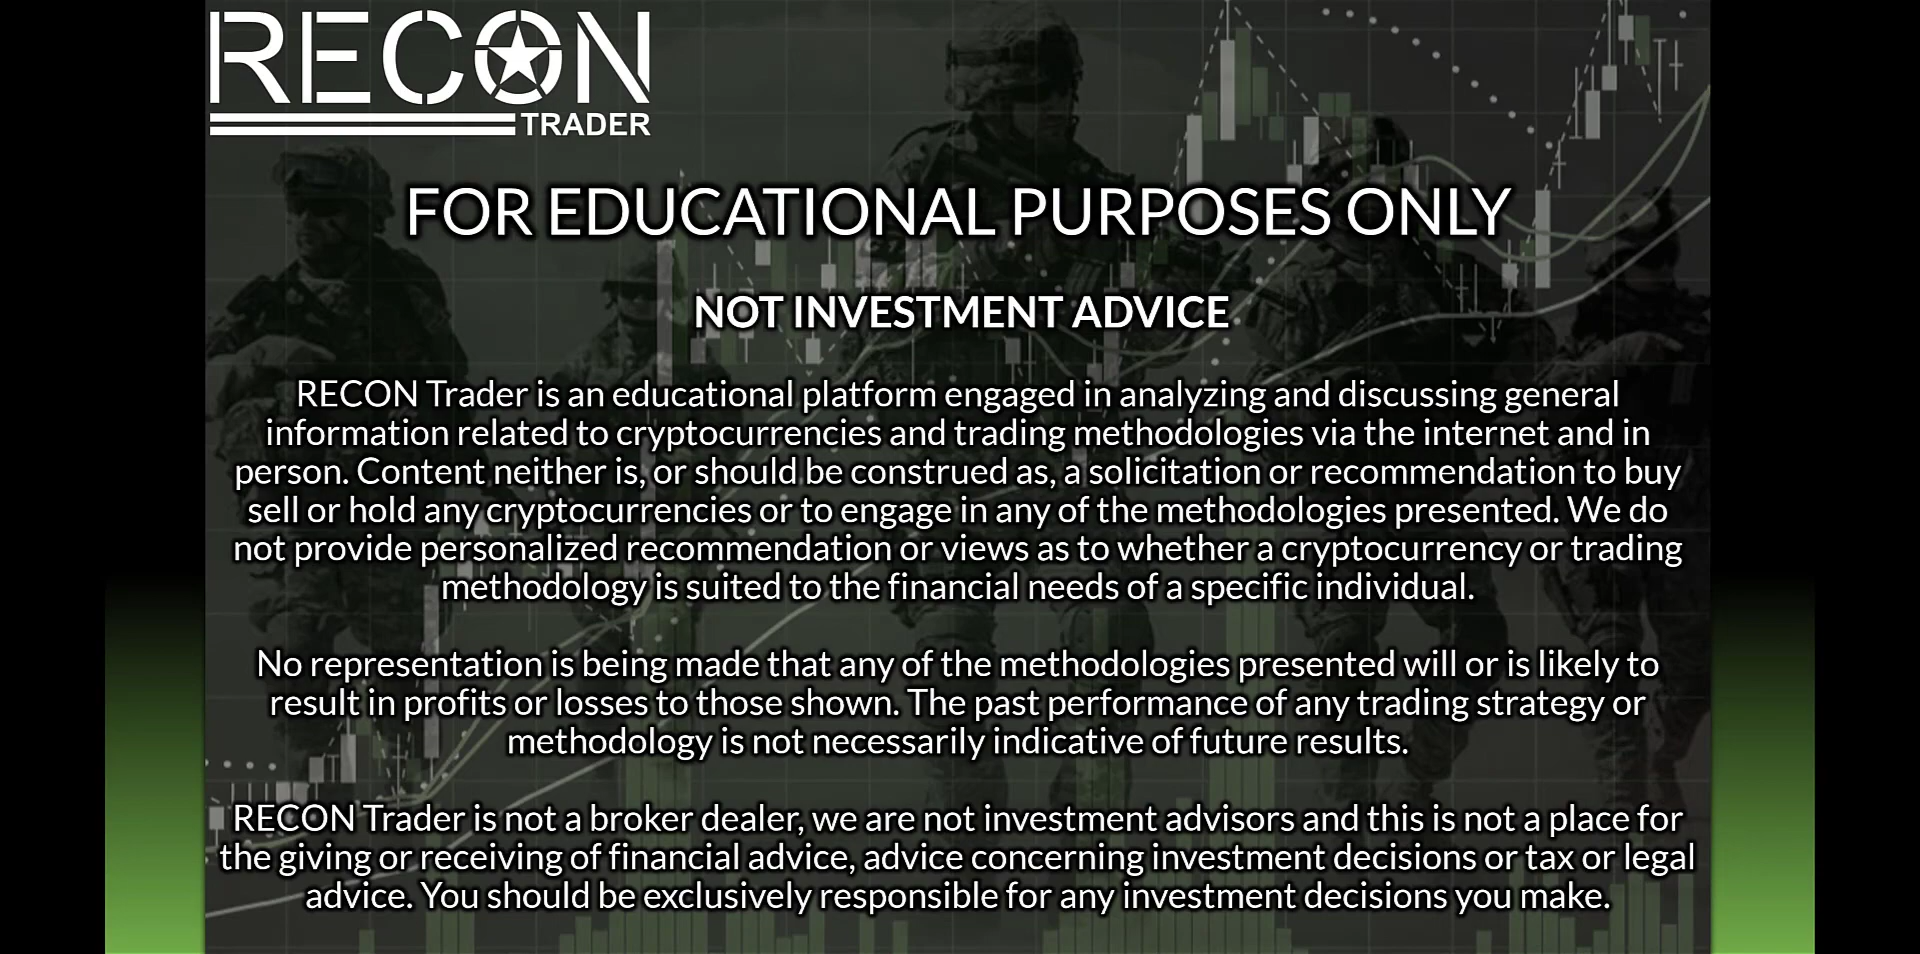 RECON
TRADER
FOR EDUCATIONAL PURPOSES ONLY
NOT INVESTMENT ADVICE
RECON Trader is an educational platform engaged in analyzing and discussing general
information related to cryptocurrencies and trading methodologies via the internet and in
person. Content neither is, or should be construed as, a solicitation or recommendation to buy
sell or hold any cryptocurrencies or to engage in any of the methodologies presented. We do
not provide personalized recommendation or views as to whether a cryptocurrency or trading
methodology is suited to the financial needs of a specific individual.
No representation is being made that any of the methodologies presented will or is likely to
result in profits or losses to those shown. The past performance of any trading strategy or
methodology is not necessarily indicative of future results.
RECON Trader is not a broker dealer, we are not investment advisors and this is not a place for
the giving or receiving of financial advice, advice concerning investment decisions or tax or legal
advice. You should be exclusively responsible for any investment decisions you make.